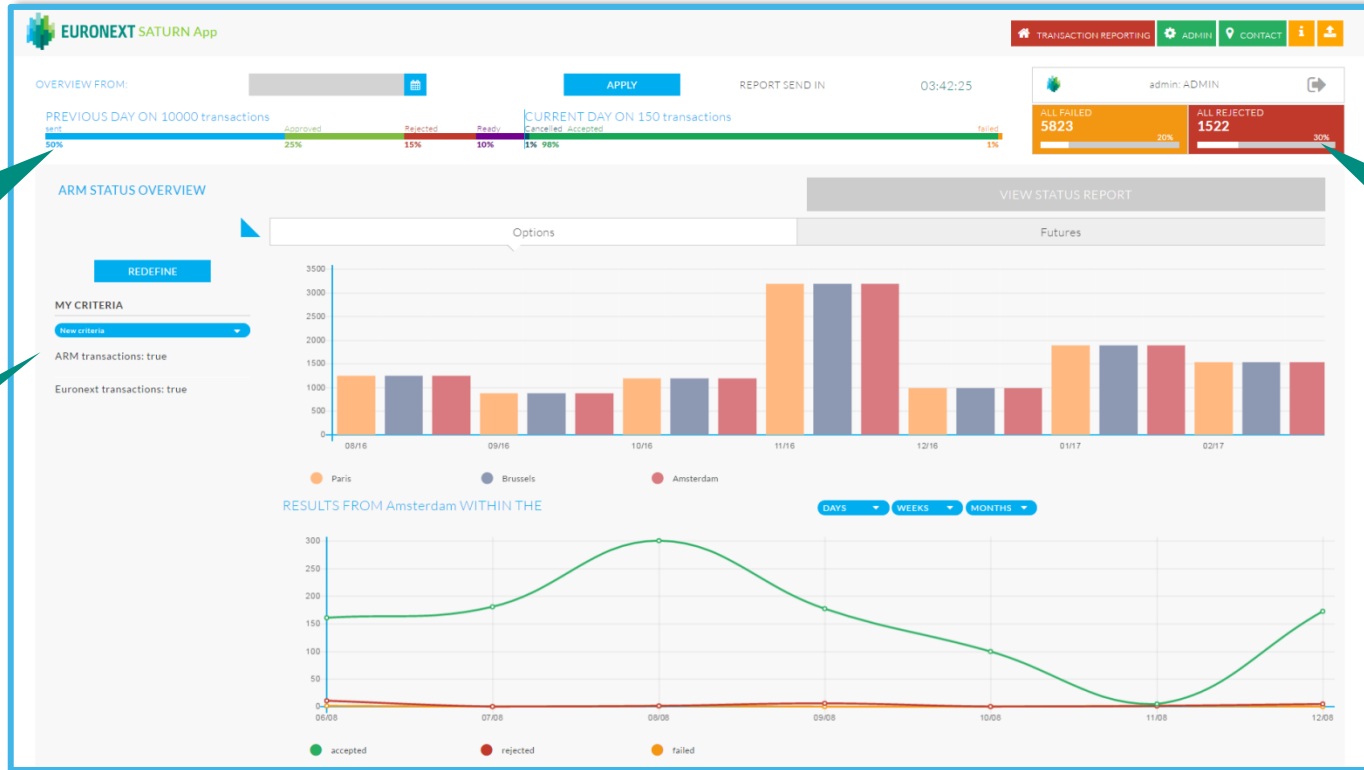 EURONEXT SATURN App
TRANSACTION REPORTING ADMIN CONTACT i
OVERVIEW FROM: APPLY REPORT SEND IN 03:42:25 admin: ADMIN
PREVIOUS DAY ON 10000 transactions CURRENT DAY ON 150 transactions
sent Approved Rejected Ready Cancelled Accepted failed
50% 25% 15% 10% 1% 98% 1%
ALL FAILED ALL REJECTED
5823 1522
20% 30%
ARM STATUS OVERVIEW VIEW STATUS REPORT
Options Futures
REDEFINE
MY CRITERIA
New criteria
ARM transactions: true
Euronext transactions: true
3500
3000
2500
2000
1500
1000
500
0
08/16 09/16 10/16 11/16 12/16 01/17 02/17
Paris Brussels Amsterdam
RESULTS FROM Amsterdam WITHIN THE DAYS WEEKS MONTHS
300
250
200
150
100
50
0
06/08 07/08 08/08 09/08 10/08 11/08 12/08
accepted rejected failed